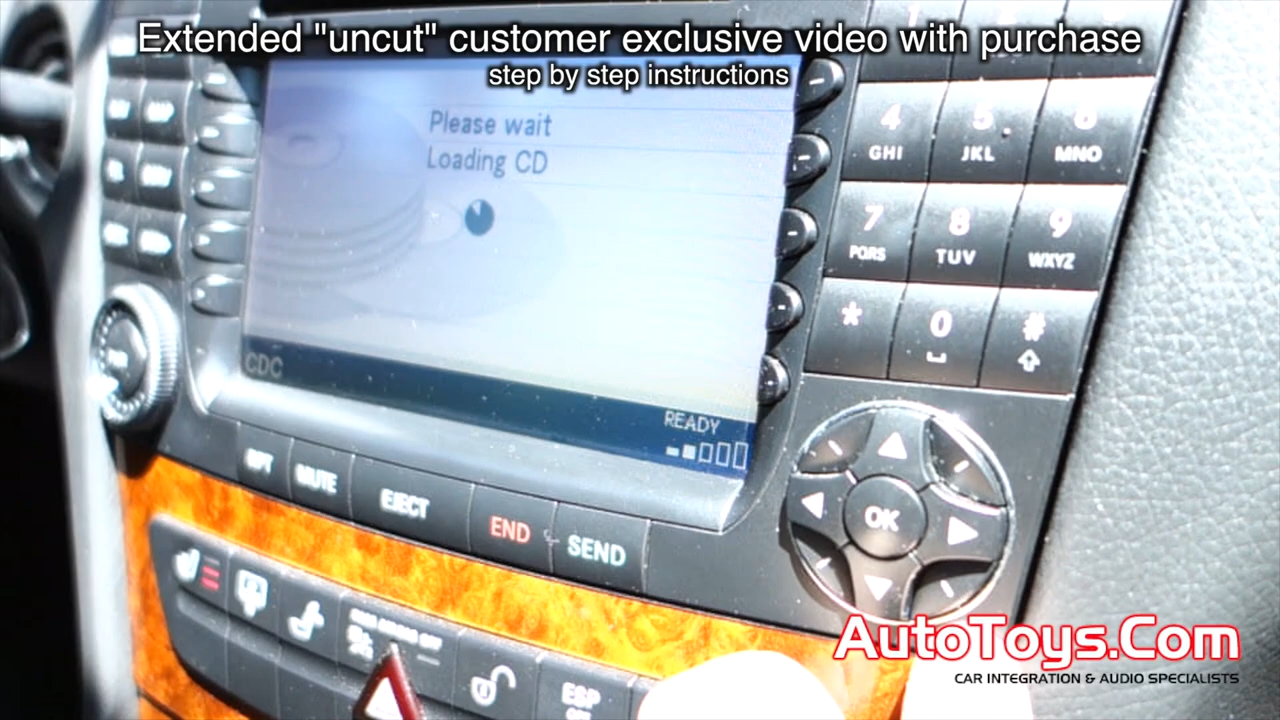 Extended "uncut" customer exclusive video with purchase
step by step instructions
Please wait
Loading CD
CDC
READY
4 GHI
5 JKL
6 MNO
7 PQRS
8 TUV
9 WXYZ
*
0
#
RPT
MUTE
EJECT
END
SEND
OK
ESP
OFF
AutoToys.Com
CAR INTEGRATION & AUDIO SPECIALISTS